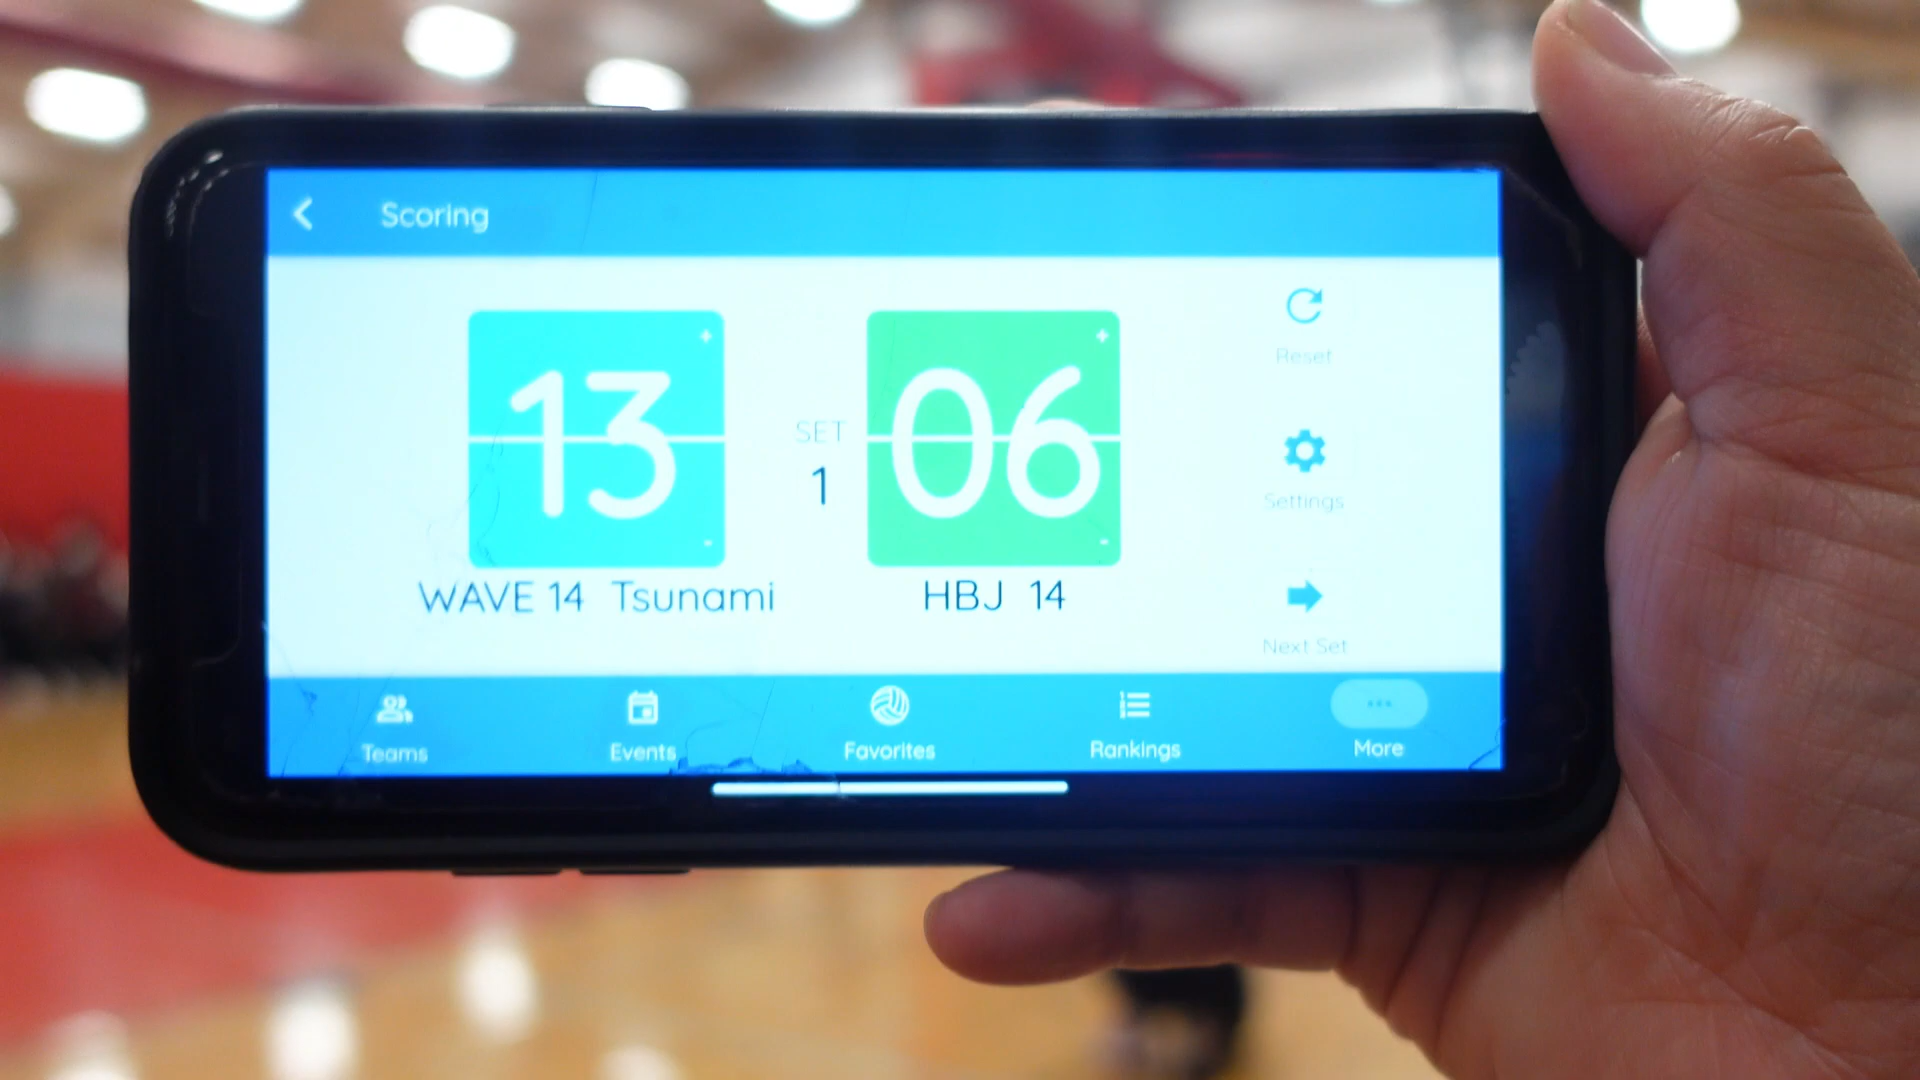 Scoring
13
SET
1
06
WAVE 14 Tsunami
HBJ 14
Reset
Settings
Next Set
Teams
Events
Favorites
Rankings
More